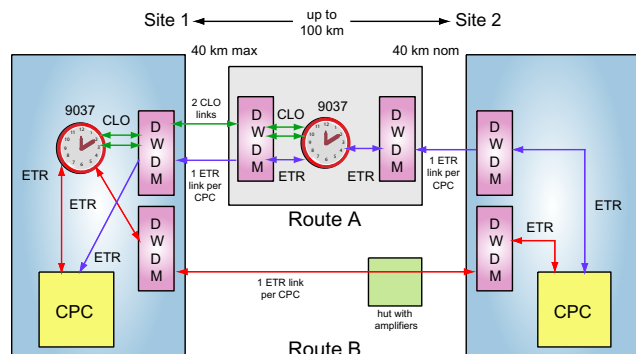 Site 1
up to
100 km
Site 2
40 km max
40 km nom
9037
CLO
ETR
ETR
ETR
CPC
D
W
D
M
D
W
D
M
2 CLO
links
1 ETR
link per
CPC
D
W
D
M
CLO
9037
ETR
ETR
D
W
D
M
Route A
1 ETR
link per
CPC
D
W
D
M
ETR
D
W
D
M
ETR
CPC
1 ETR link
per CPC
hut with
amplifiers
Route B